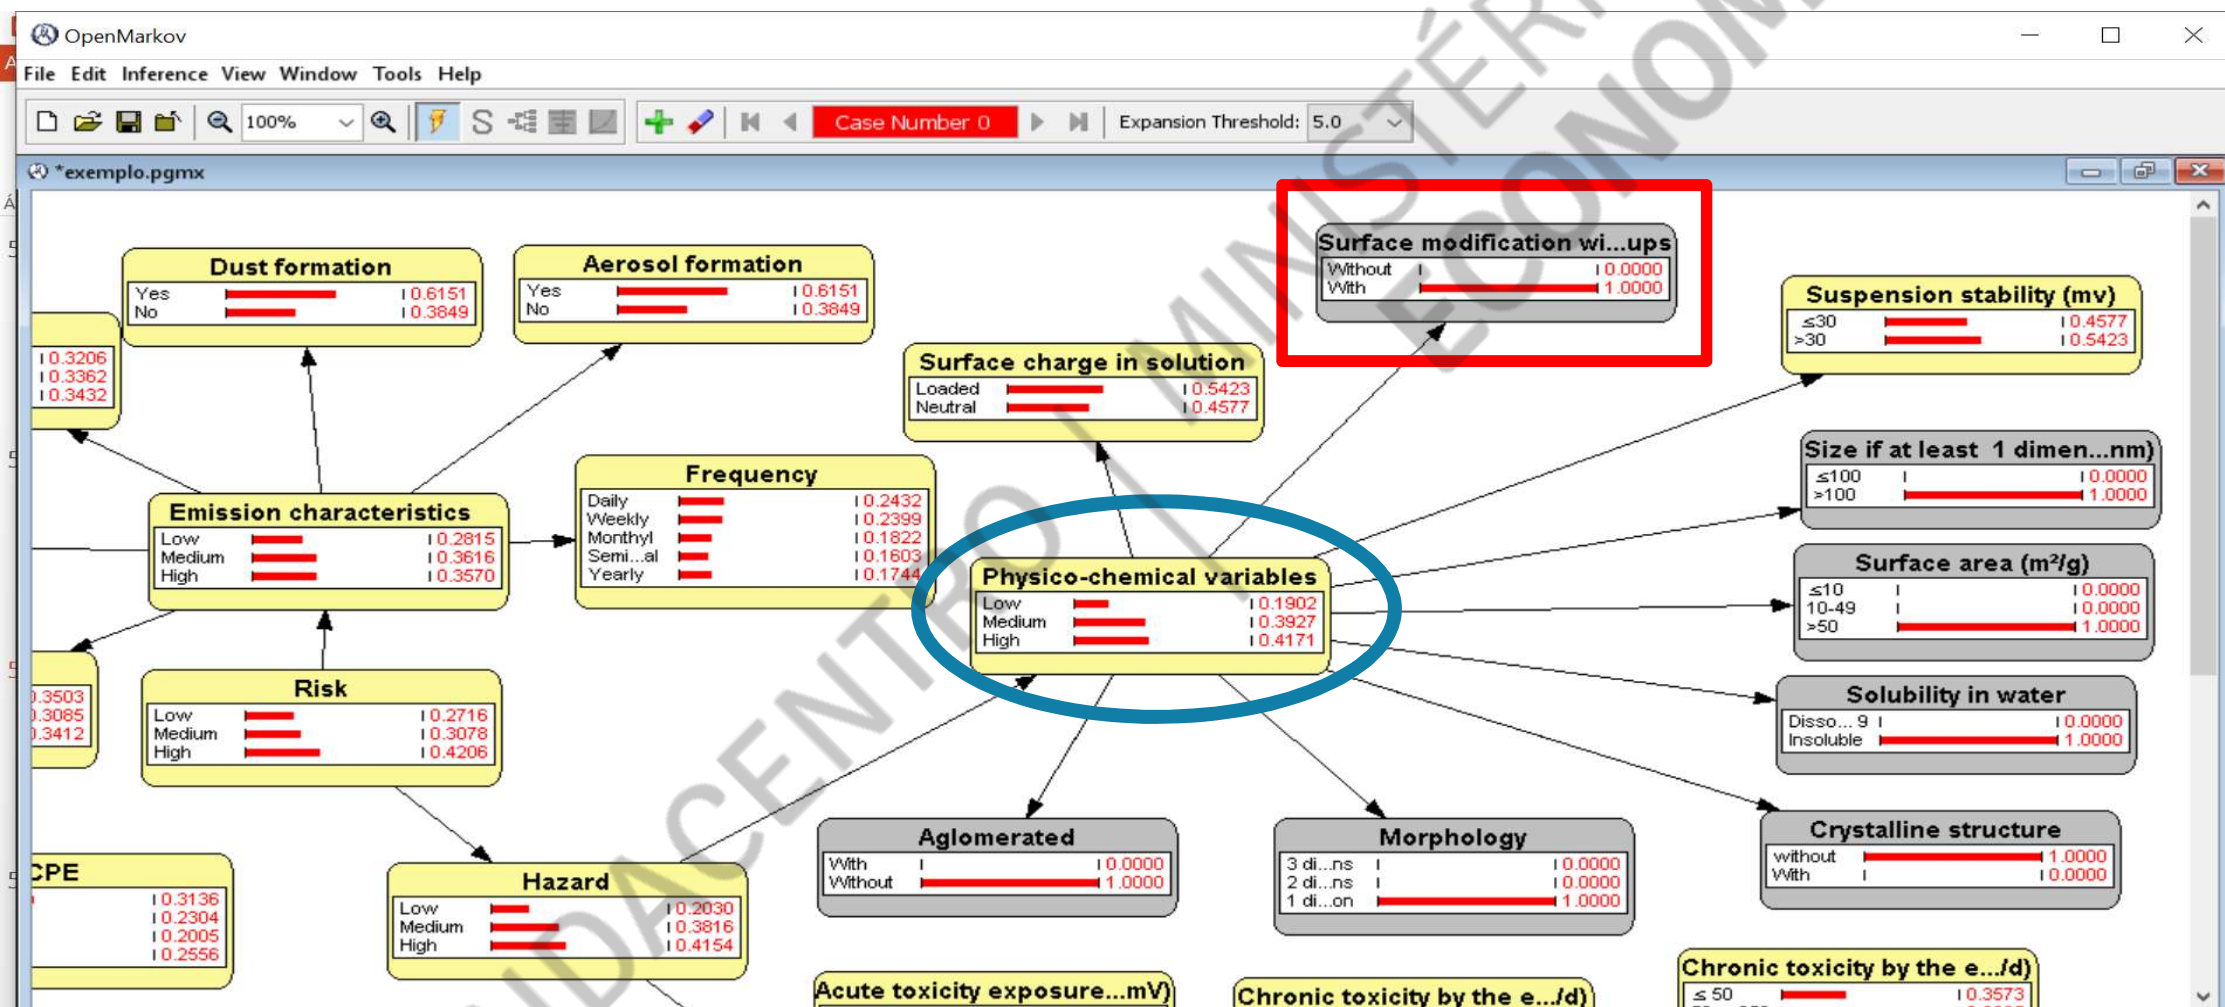 OpenMarkov
File Edit Inference View Window Tools Help
100%
S
Case Number 0
Expansion Threshold: 5.0
*exemplo.pgmx
Dust formation
Yes 0.6151
No 0.3849
Aerosol formation
Yes 0.6151
No 0.3849
Surface modification wi...ups
Without 0.0000
With 1.0000
Suspension stability (mv)
≤30 0.4577
>30 0.5423
0.3206
0.3362
0.3432
Surface charge in solution
Loaded 0.5423
Neutral 0.4577
Size if at least 1 dimen...nm)
≤100 0.0000
>100 1.0000
Emission characteristics
Low 0.2815
Medium 0.3616
High 0.3570
Frequency
Daily 0.2432
Weekly 0.2399
Monthyl 0.1822
Semi...al 0.1603
Yearly 0.1744
Physico-chemical variables
Low 0.1902
Medium 0.3927
High 0.4171
Surface area (m²/g)
≤10 0.0000
10-49 0.0000
>50 1.0000
0.3503
0.3085
0.3412
Risk
Low 0.2716
Medium 0.3078
High 0.4206
Solubility in water
Disso... 9 0.0000
Insoluble 1.0000
Aglomerated
With 0.0000
Without 1.0000
Morphology
3 di...ns 0.0000
2 di...ns 0.0000
1 di...on 1.0000
Crystalline structure
without 1.0000
With 0.0000
CPE
0.3136
0.2304
0.2005
0.2556
Hazard
Low 0.2030
Medium 0.3816
High 0.4154
Acute toxicity exposure...mV)
Chronic toxicity by the e.../d)
Chronic toxicity by the e.../d)
≤ 50 0.3573
NDACENTRO | MINISTÉRI
ECONOM